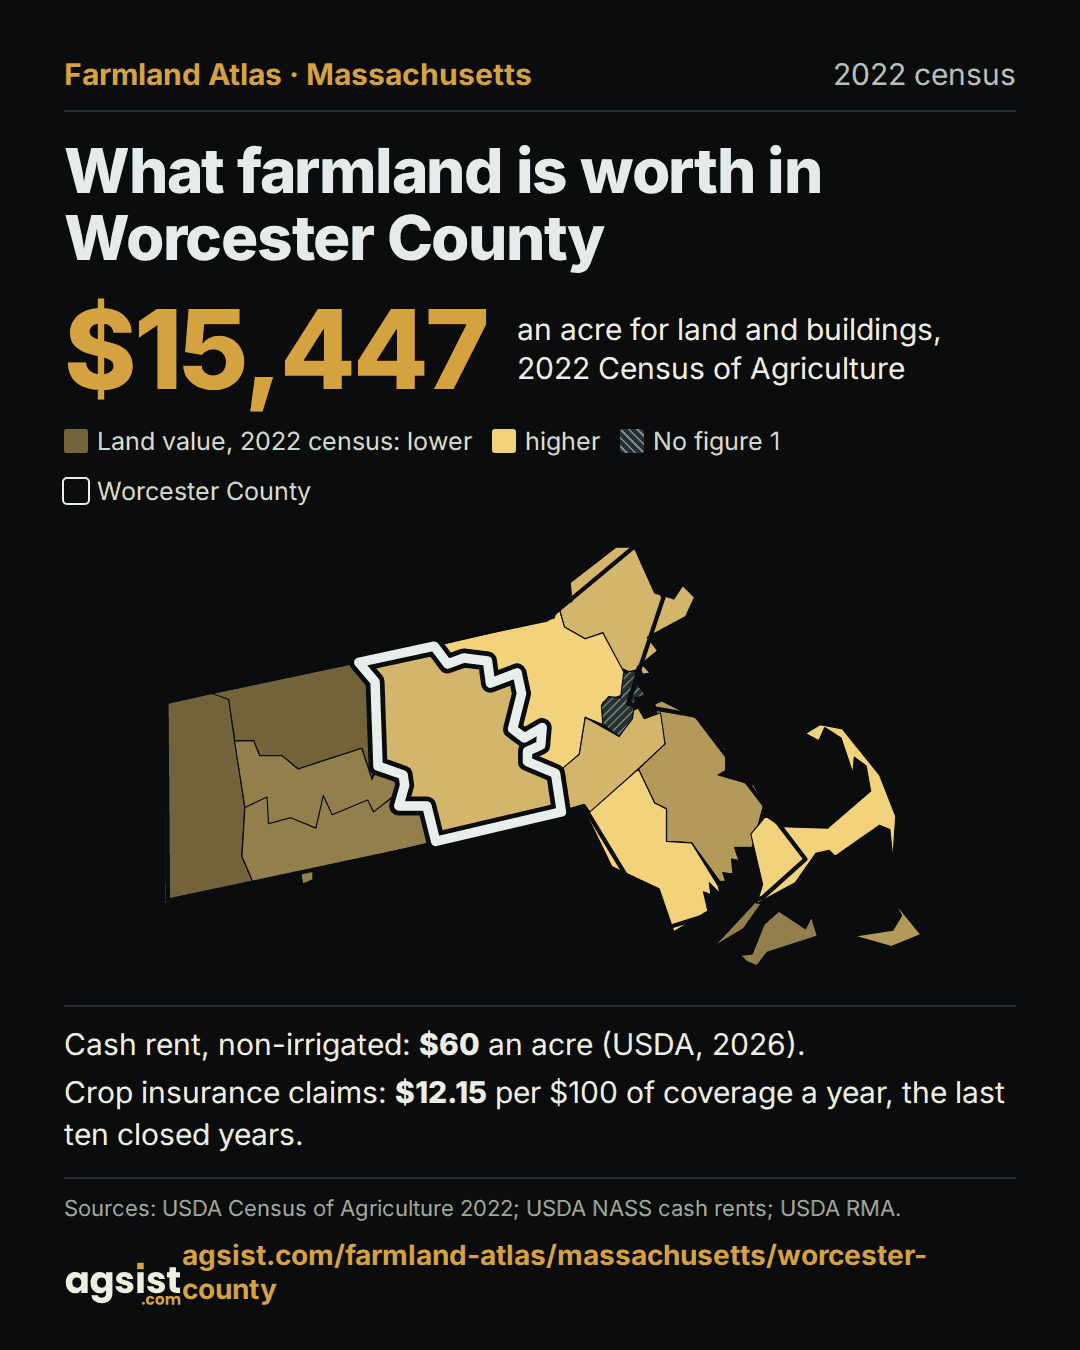 Farmland Atlas · Massachusetts
2022 census
What farmland is worth in
Worcester County
$15,447
an acre for land and buildings,
2022 Census of Agriculture
Land value, 2022 census: lower
higher
No figure 1
Worcester County
Cash rent, non-irrigated: $60 an acre (USDA, 2026).
Crop insurance claims: $12.15 per $100 of coverage a year, the last
ten closed years.
Sources: USDA Census of Agriculture 2022; USDA NASS cash rents; USDA RMA.
agsist
.com
agsist.com/farmland-atlas/massachusetts/worcester-
county